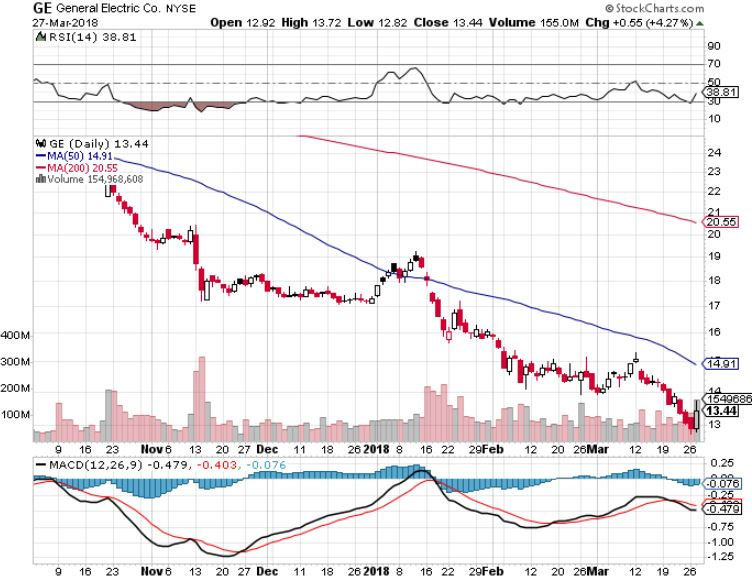 GE General Electric Co. NYSE
© StockCharts.com
27-Mar-2018 Open 12.92 High 13.72 Low 12.82 Close 13.44 Volume 155.0M Chg +0.55 (+4.27%)
RSI(14) 38.81
90
70
50
38.81
30
10
GE (Daily) 13.44
MA(50) 14.91
MA(200) 20.55
Volume 154,968,608
24
23
22
21
20.55
20
19
18
17
16
14.91
14
1549686
13.44
13
400M
300M
200M
100M
9 16 23 Nov 6 13 20 27 Dec 11 18 2018 8 16 22 29 Feb 12 20 26 Mar 12 19 26
MACD(12,26,9) -0.479, -0.403, -0.076
0.25
0.00
-0.076
-0.25
-0.479
-0.75
-1.00
-1.25
9 16 23 Nov 6 13 20 27 Dec 11 18 2018 8 16 22 29 Feb 12 20 26 Mar 12 19 26